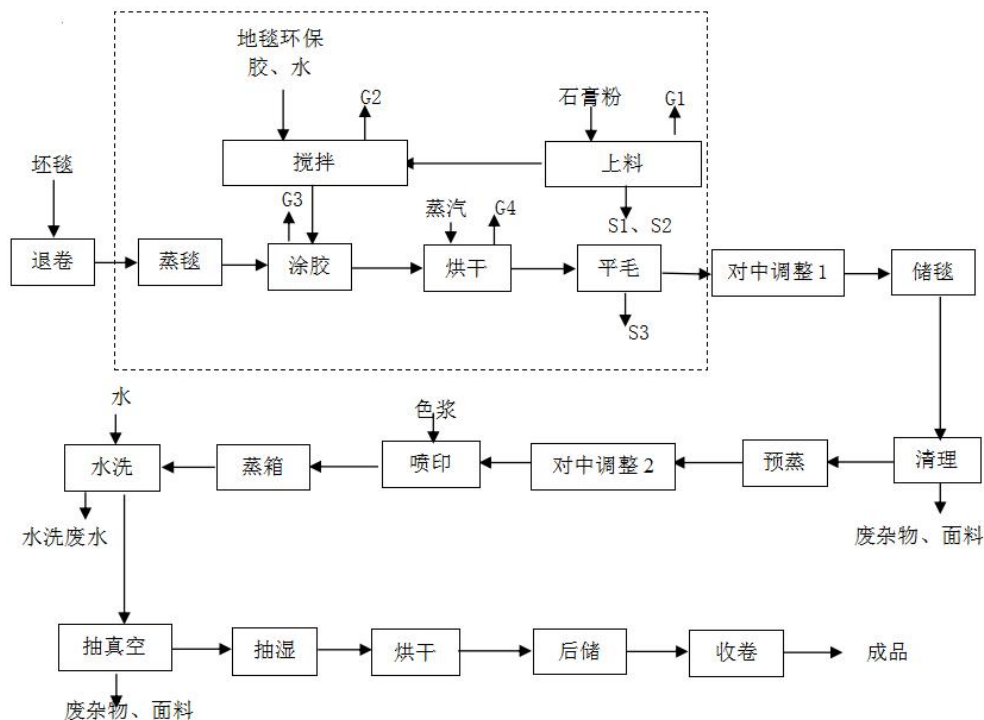 地毯环保
胶、水
G2
石膏粉
G1
搅拌
上料
坯毯
G3
蒸汽
G4
S1、S2
退卷
蒸毯
涂胶
烘干
平毛
对中调整1
储毯
S3
水
色浆
水洗
蒸箱
喷印
对中调整2
预蒸
清理
水洗废水
废杂物、面料
抽真空
抽湿
烘干
后储
收卷
成品
废杂物、面料